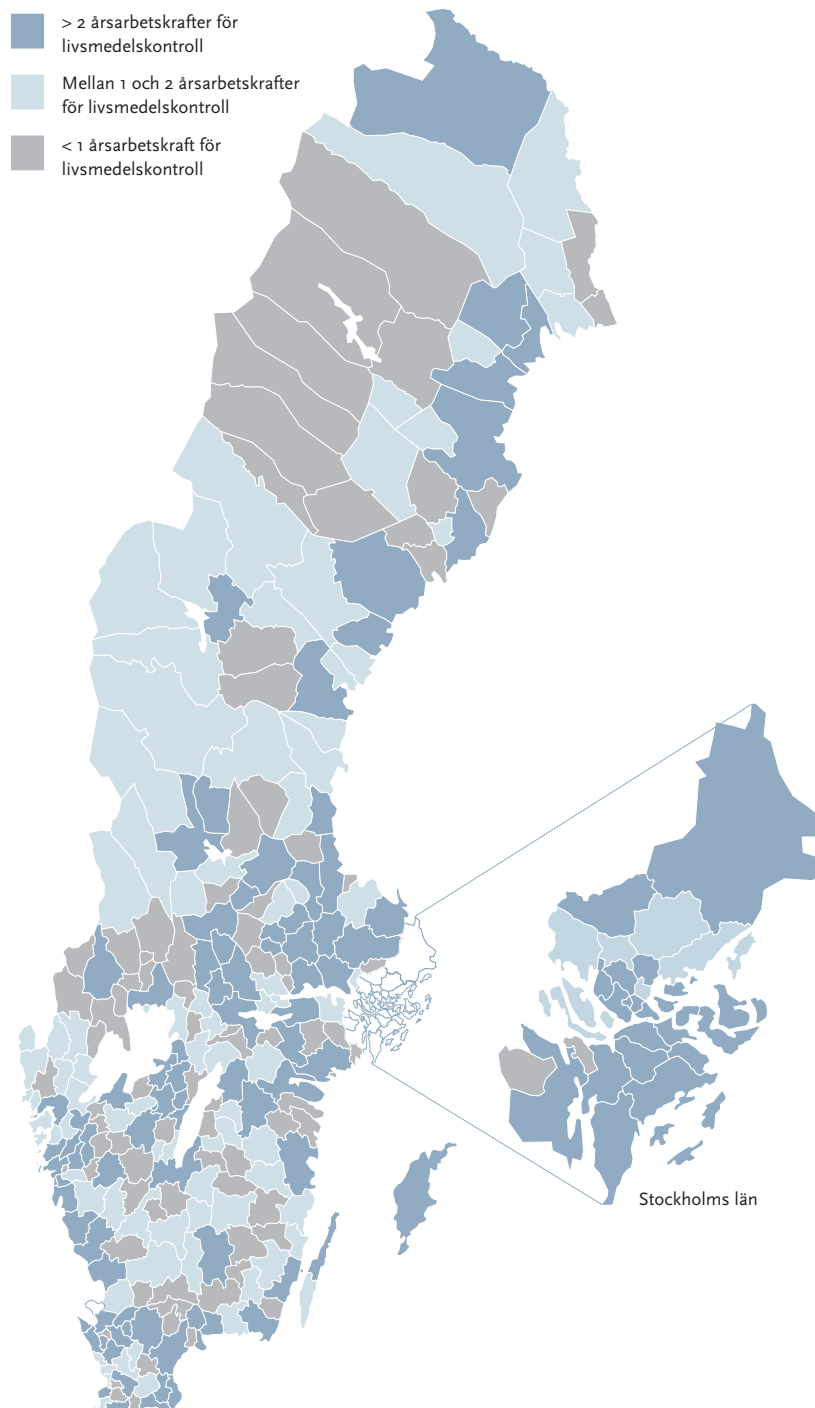 > 2 årsarbetskrafter för
livsmedelskontroll
Mellan 1 och 2 årsarbetskrafter
för livsmedelskontroll
< 1 årsarbetskraft för
livsmedelskontroll
Stockholms län